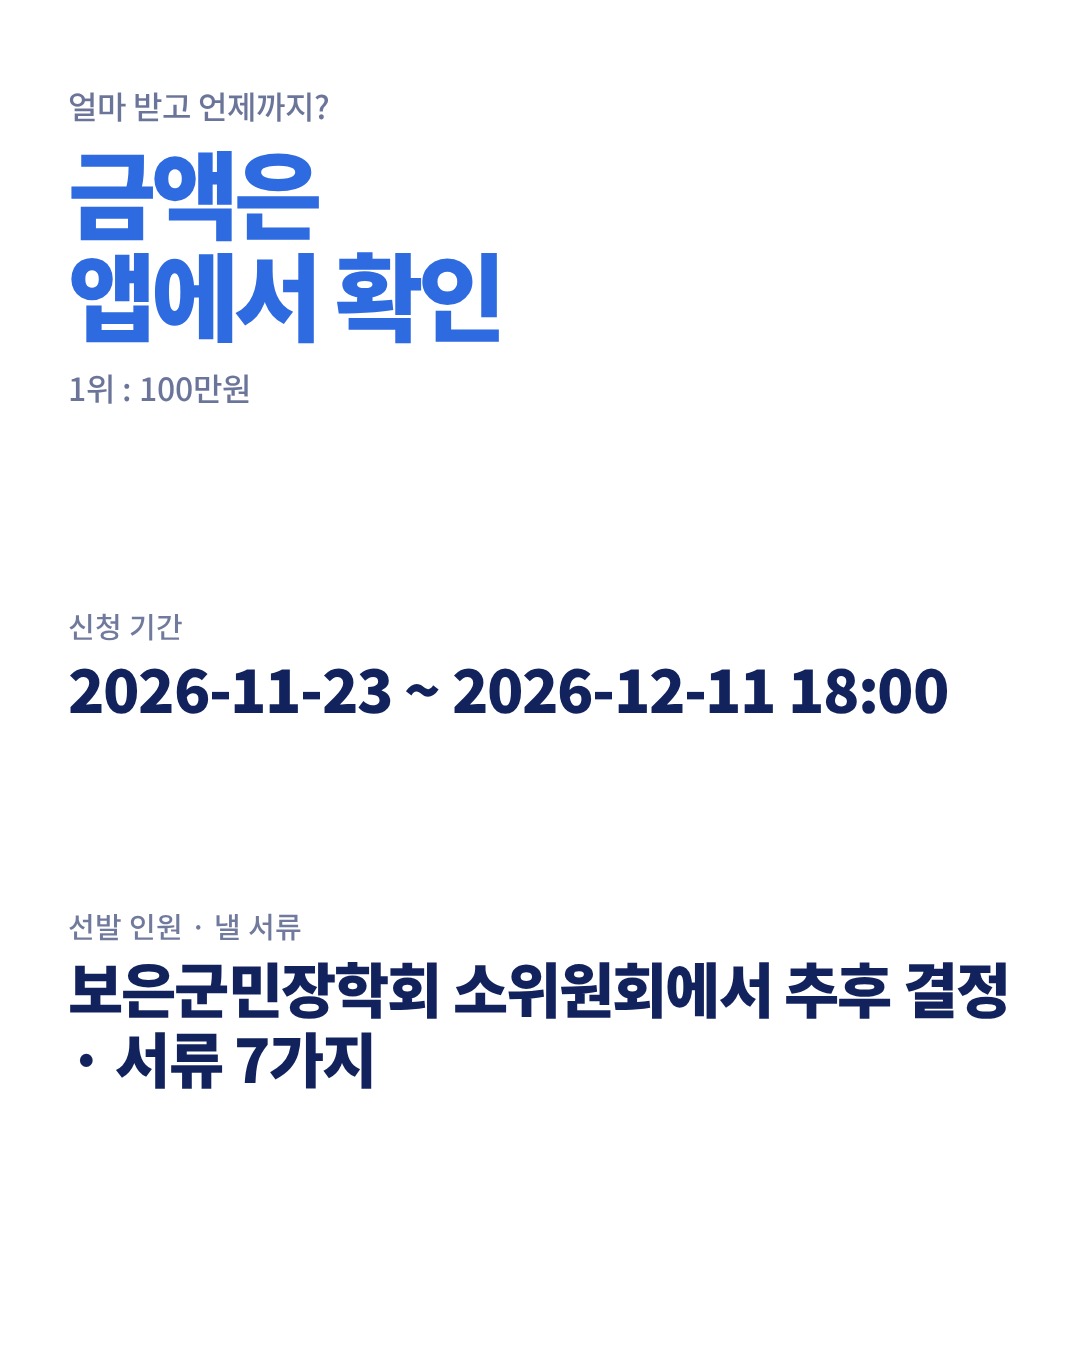 얼마 받고 언제까지?
금액은
앱에서 확인
1위 : 100만원
신청 기간
2026-11-23 ~ 2026-12-11 18:00
선발 인원 · 낼 서류
보은군민장학회 소위원회에서 추후 결정
· 서류 7가지